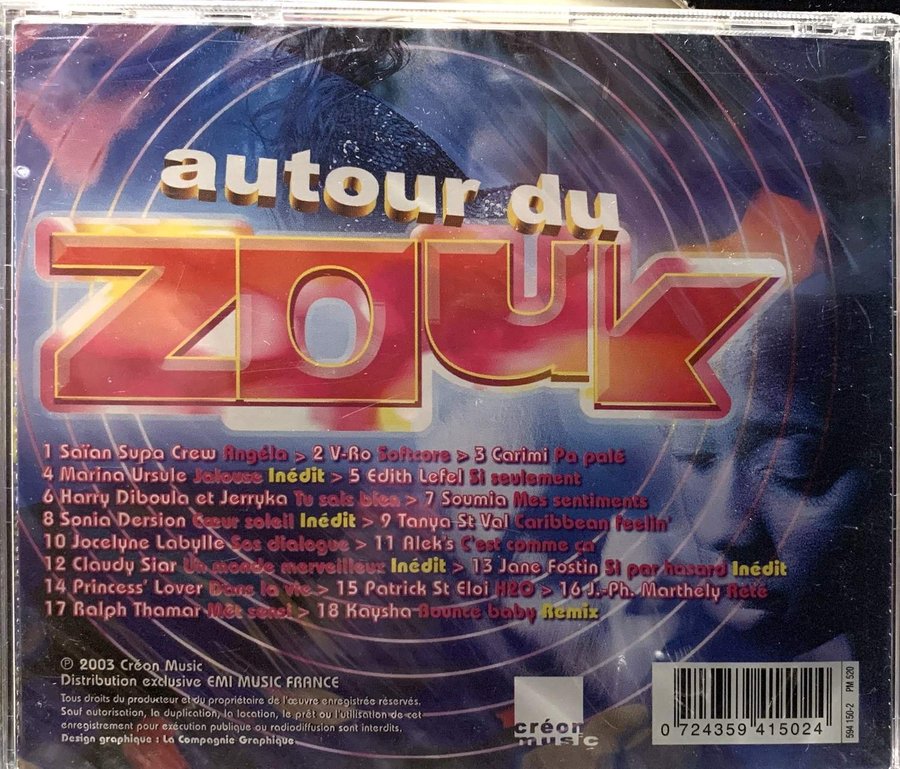 autour du
ZOUK
1 Saïan Supa Crew Angéla > 2 V-Ro Softcore > 3 Carimi Pa palé
4 Marina Ursule Jalouse Inédit > 5 Edith Lefel Si seulement
6 Harry Diboula et Jerryka Tu sais bien > 7 Soumia Mes sentiments
8 Sonia Dersion Cœur soleil Inédit > 9 Tanya St Val Caribbean feelin'
10 Jocelyne Labylle Sos dialogue > 11 Alek's C'est comme ça
12 Claudy Siar Un monde merveilleux Inédit > 13 Jane Fostin Si par hasard Inédit
14 Princess' Lover Dans la vie > 15 Patrick St Eloi H2O > 16 J.-Ph. Marthely Reté
17 Ralph Thamar Mét sens! > 18 Kaysha Bounce baby Remix
℗ 2003 Créon Music
Distribution exclusive EMI MUSIC FRANCE
Tous droits du producteur et du propriétaire de l'œuvre enregistrée réservés.
Sauf autorisation, la duplication, la location, le prêt ou l'utilisation de cet
enregistrement pour exécution publique ou radiodiffusion sont interdits.
Design graphique : La Compagnie Graphique
créon
music
0 724359 415024
594 150-2
PM 520